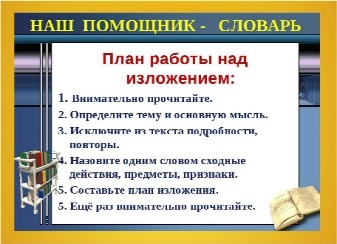 НАШ ПОМОЩНИК - СЛОВАРЬ
План работы над
изложением:
1. Внимательно прочитайте.
2. Определите тему и основную мысль.
3. Исключите из текста подробности,
повторы.
4. Назовите одним словом сходные
действия, предметы, признаки.
5. Составьте план изложения.
5. Ещё раз внимательно прочитайте.